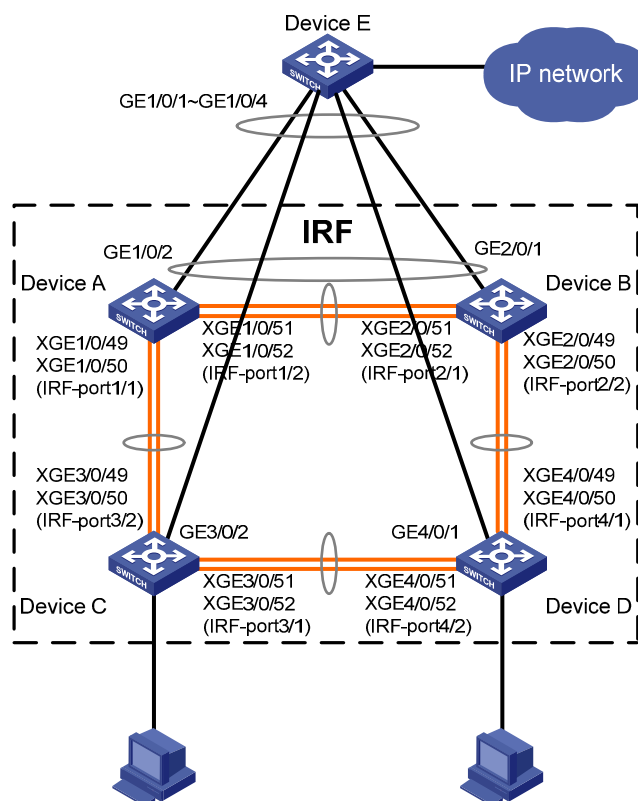 Device E
SWITCH
IP network
GE1/0/1~GE1/0/4
IRF
GE1/0/2
GE2/0/1
Device A
Device B
SWITCH
SWITCH
XGE1/0/51
XGE1/0/52
(IRF-port1/2)
XGE2/0/51
XGE2/0/52
(IRF-port2/1)
XGE1/0/49
XGE1/0/50
(IRF-port1/1)
XGE2/0/49
XGE2/0/50
(IRF-port2/2)
XGE3/0/49
XGE3/0/50
(IRF-port3/2)
XGE4/0/49
XGE4/0/50
(IRF-port4/1)
GE3/0/2
GE4/0/1
SWITCH
SWITCH
Device C
Device D
XGE3/0/51
XGE3/0/52
(IRF-port3/1)
XGE4/0/51
XGE4/0/52
(IRF-port4/2)